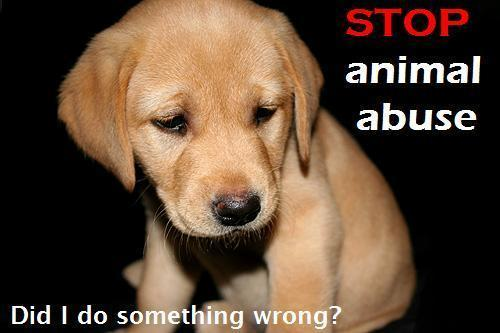 STOP
animal
abuse
Did I do something wrong?